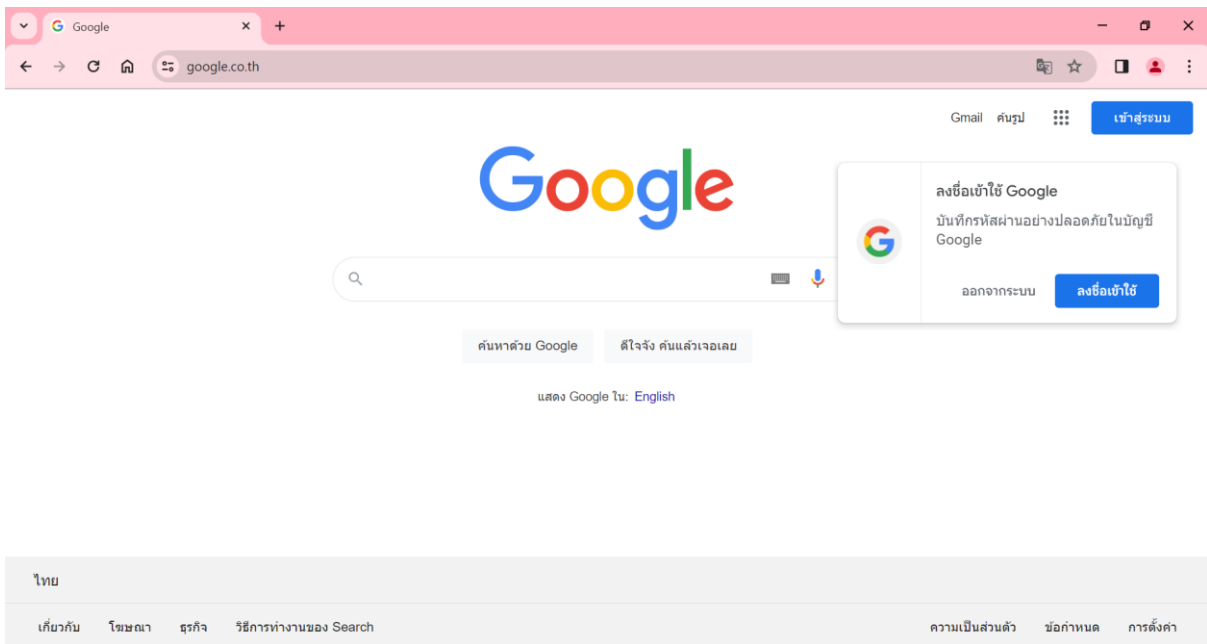 Google
google.co.th
Gmail ค้นรูป เข้าสู่ระบบ
Google
ลงชื่อเข้าใช้ Google
บันทึกรหัสผ่านอย่างปลอดภัยในบัญชี
Google
ออกจากระบบ ลงชื่อเข้าใช้
ค้นหาด้วย Google ดีใจจัง ค้นแล้วเจอเลย
แสดง Google ใน: English
ไทย
เกี่ยวกับ โฆษณา ธุรกิจ วิธีการทำงานของ Search ความเป็นส่วนตัว ข้อกำหนด การตั้งค่า